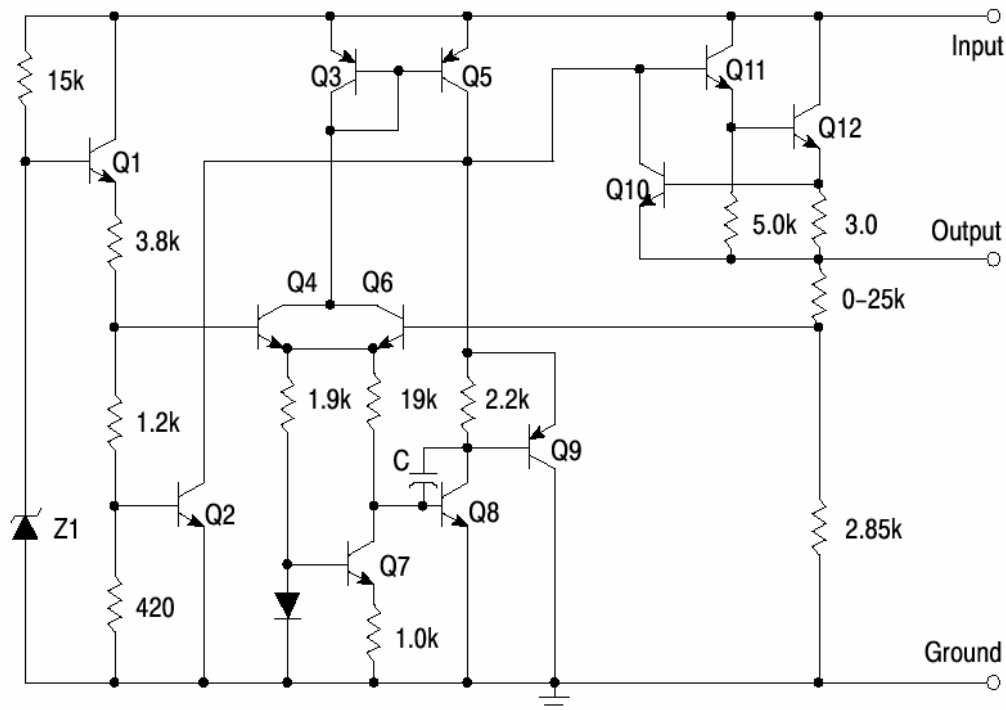 Input
Q3
Q5
Q11
15k
Q12
Q1
Q10
5.0k
3.0
Output
3.8k
Q4
Q6
0–25k
1.9k
19k
2.2k
1.2k
C
Q9
Q2
Q8
Z1
2.85k
Q7
420
1.0k
Ground